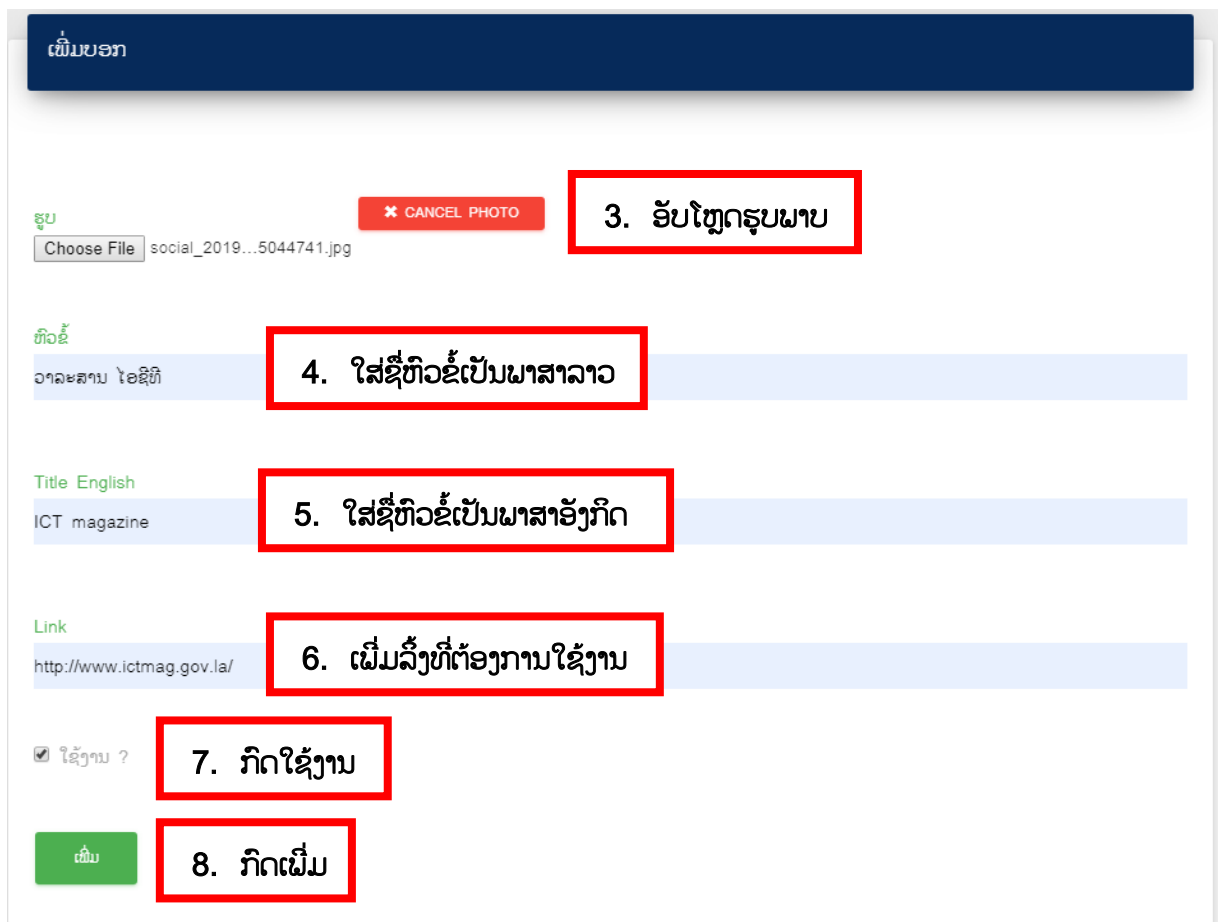 ເພີ່ມບອກ
ຮູບ
✖ CANCEL PHOTO
3. ອັບໂຫຼດຮູບພາບ
Choose File social_2019...5044741.jpg
ຫົວຂໍ້
ວາລະສານ ໄອຊີທີ
4. ໃສ່ຊື່ຫົວຂໍ້ເປັນພາສາລາວ
Title English
ICT magazine
5. ໃສ່ຊື່ຫົວຂໍ້ເປັນພາສາອັງກິດ
Link
http://www.ictmag.gov.la/
6. ເພີ່ມລິ້ງທີ່ຕ້ອງການໃຊ້ງານ
ໃຊ້ງານ ?
7. ກົດໃຊ້ງານ
ເພີ່ມ
8. ກົດເພີ່ມ